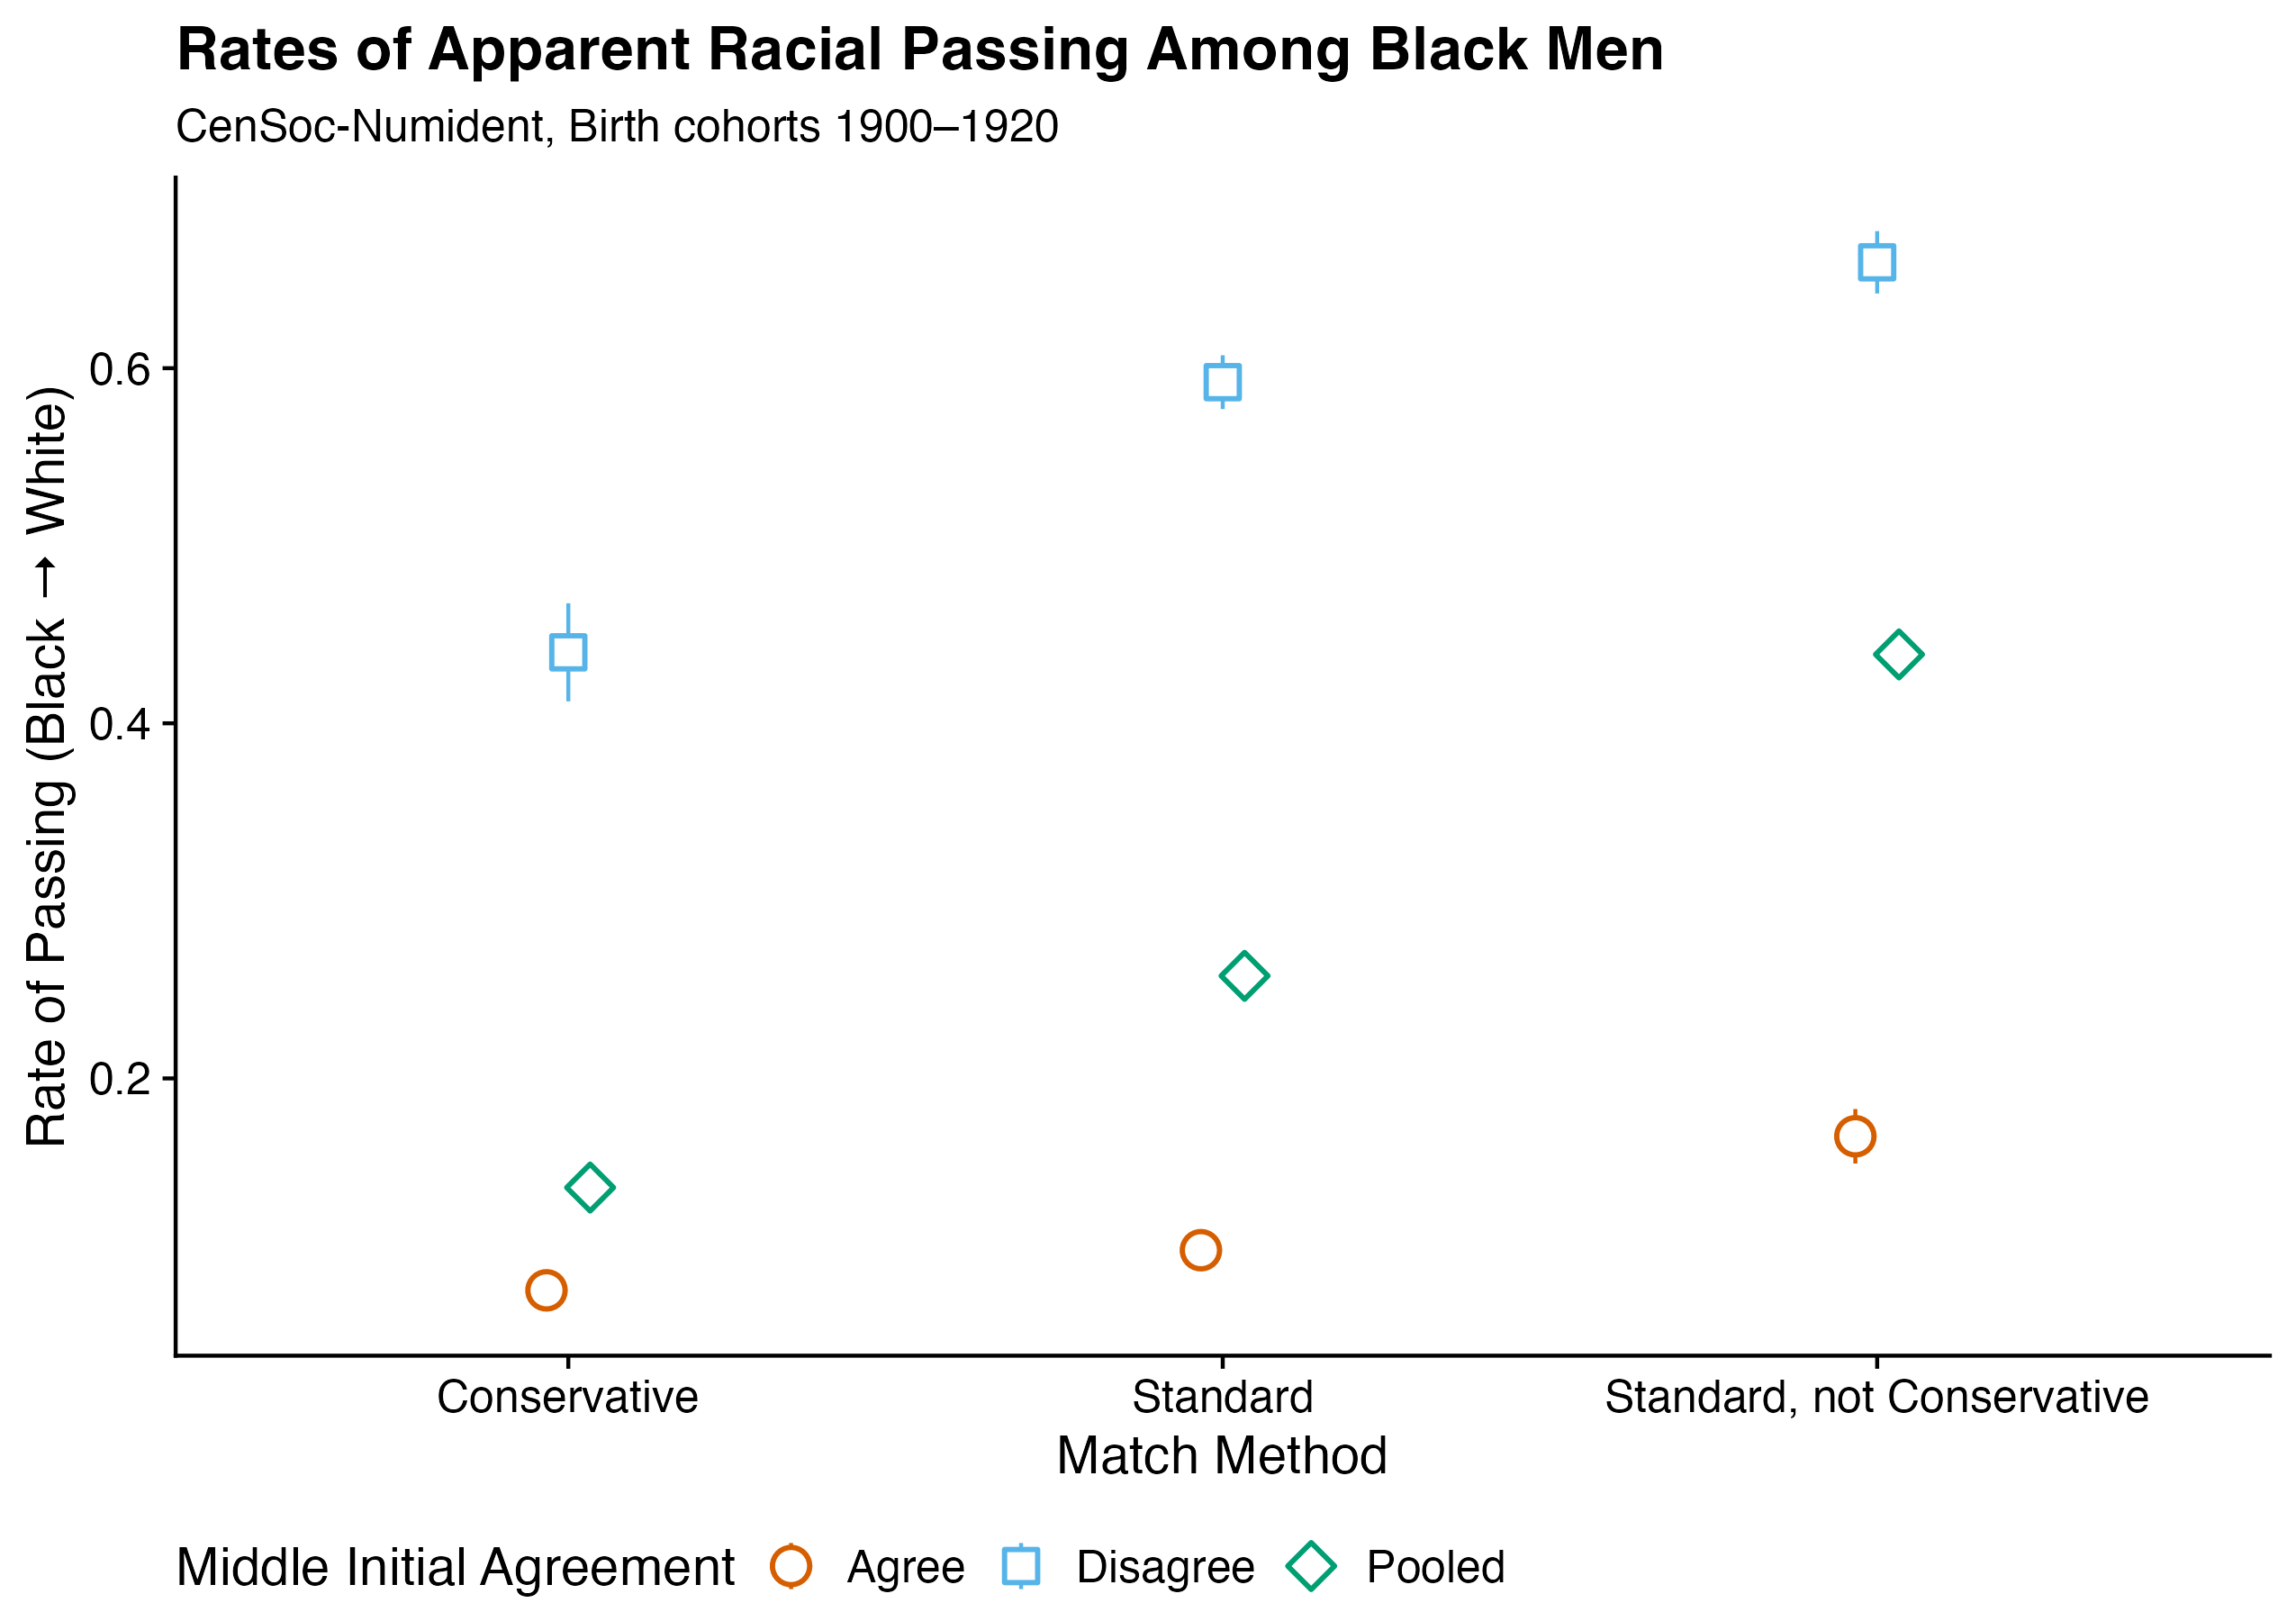 Rates of Apparent Racial Passing Among Black Men
CenSoc-Numident, Birth cohorts 1900–1920
Rate of Passing (Black → White)
0.6
0.4
0.2
Conservative Standard Standard, not Conservative
Match Method
Middle Initial Agreement Agree Disagree Pooled